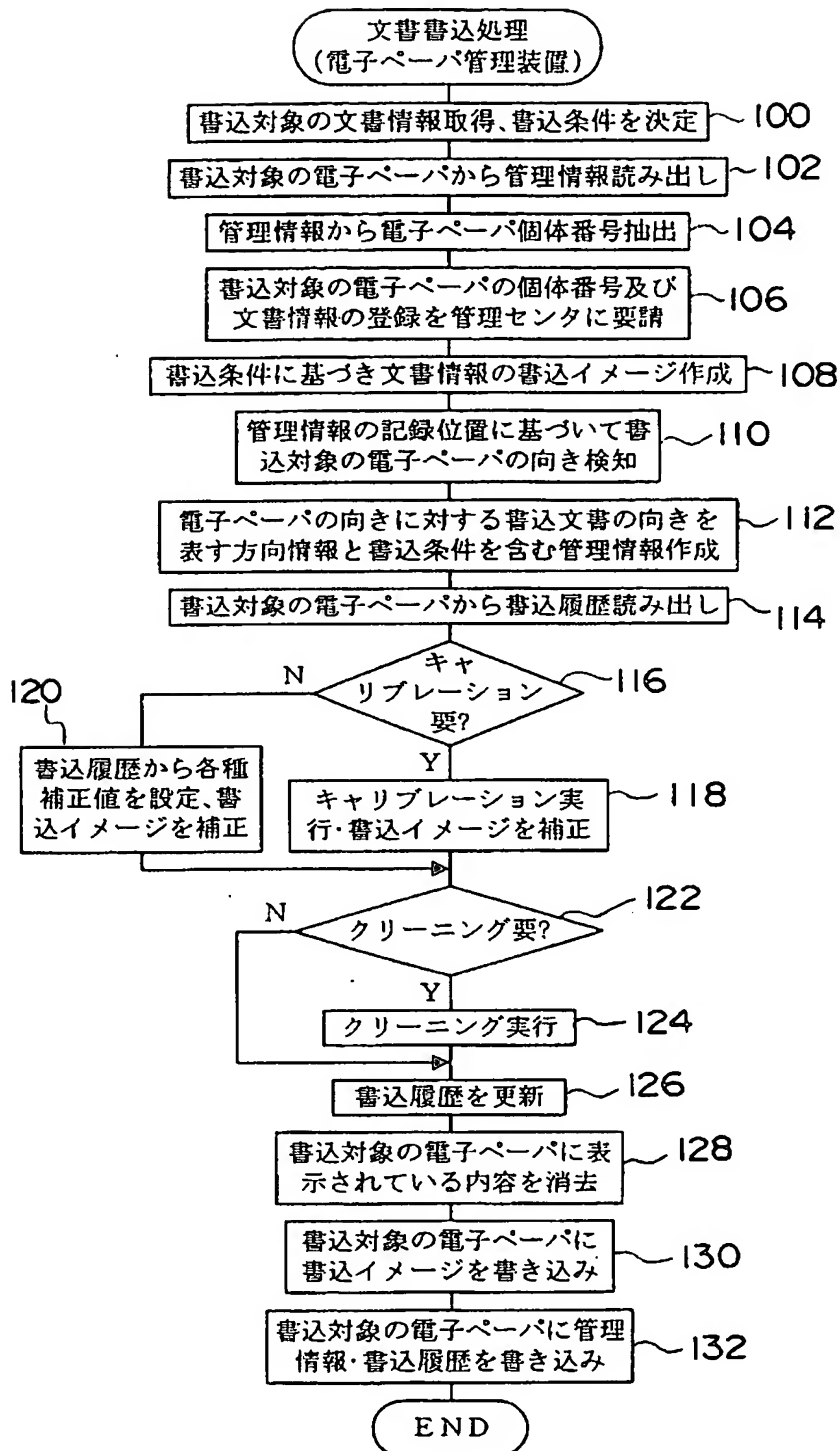 文書書込処理
(電子ペーパ管理装置)
書込対象の文書情報取得、書込条件を決定
100
書込対象の電子ペーパから管理情報読み出し
102
管理情報から電子ペーパ個体番号抽出
104
書込対象の電子ペーパの個体番号及び
文書情報の登録を管理センタに要請
106
書込条件に基づき文書情報の書込イメージ作成
108
管理情報の記録位置に基づいて書
込対象の電子ペーパの向き検知
110
電子ペーパの向きに対する書込文書の向きを
表す方向情報と書込条件を含む管理情報作成
112
書込対象の電子ペーパから書込履歴読み出し
114
キャ
リブレーション
要?
116
N
Y
120
書込履歴から各種
補正値を設定、書
込イメージを補正
キャリブレーション実
行・書込イメージを補正
118
クリーニング要?
122
N
Y
クリーニング実行
124
書込履歴を更新
126
書込対象の電子ペーパに表
示されている内容を消去
128
書込対象の電子ペーパに
書込イメージを書き込み
130
書込対象の電子ペーパに管理
情報・書込履歴を書き込み
132
END